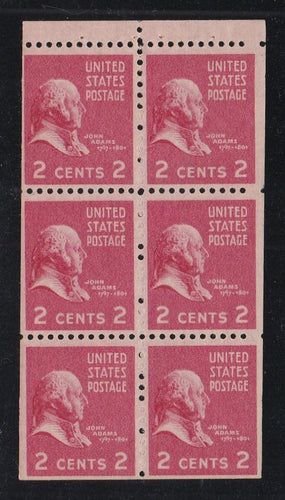 UNITED
STATES
POSTAGE
JOHN
ADAMS
1797-1801
2 CENTS 2
UNITED
STATES
POSTAGE
JOHN
ADAMS
1797-1801
2 CENTS 2
UNITED
STATES
POSTAGE
JOHN
ADAMS
1797-1801
2 CENTS 2
UNITED
STATES
POSTAGE
JOHN
ADAMS
1797-1801
2 CENTS 2
UNITED
STATES
POSTAGE
JOHN
ADAMS
1797-1801
2 CENTS 2
UNITED
STATES
POSTAGE
JOHN
ADAMS
1797-1801
2 CENTS 2